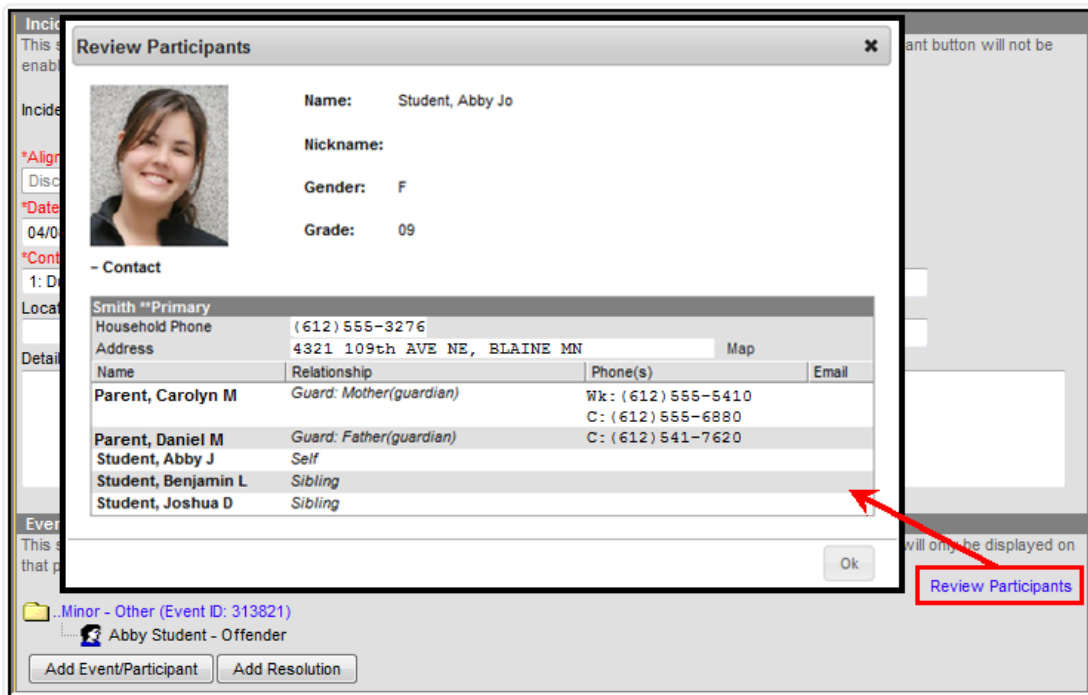 Incid
This s
ant button will not be
enabl
Review Participants
Name: Student, Abby Jo
Incide
Nickname:
*Align
Disc
Gender: F
*Date
04/0
Grade: 09
*Cont
– Contact
1: D
Locat
Smith **Primary
Household Phone (612)555-3276
Address 4321 109th AVE NE, BLAINE MN Map
Detail
Name Relationship Phone(s) Email
Parent, Carolyn M Guard: Mother(guardian) Wk:(612)555-5410
C:(612)555-6880
Parent, Daniel M Guard: Father(guardian) C:(612)541-7620
Student, Abby J Self
Student, Benjamin L Sibling
Student, Joshua D Sibling
Even
This s
will only be displayed on
that p
Ok
Review Participants
..Minor - Other (Event ID: 313821)
Abby Student - Offender
Add Event/Participant Add Resolution